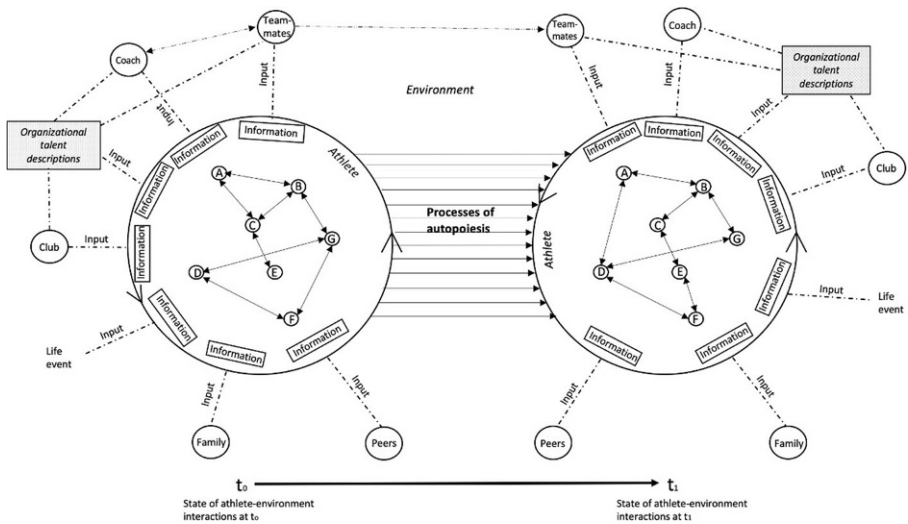 Team-
mates
Coach
Input
Input
Organizational
talent
descriptions
Input
Information
Information
Information
Athlete
A
B
C
G
D
E
F
Club
Input
Information
Input
Information
Life
event
Information
Information
Input
Input
Family
Peers
Environment
Processes of
autopoiesis
Team-
mates
Coach
Input
Input
Organizational
talent
descriptions
Input
Information
Information
Information
Information
Club
Input
A
B
C
G
D
E
F
Athlete
Information
Input
Life
event
Information
Information
Input
Input
Peers
Family
t₀
t₁
State of athlete-environment
interactions at t₀
State of athlete-environment
interactions at t₁